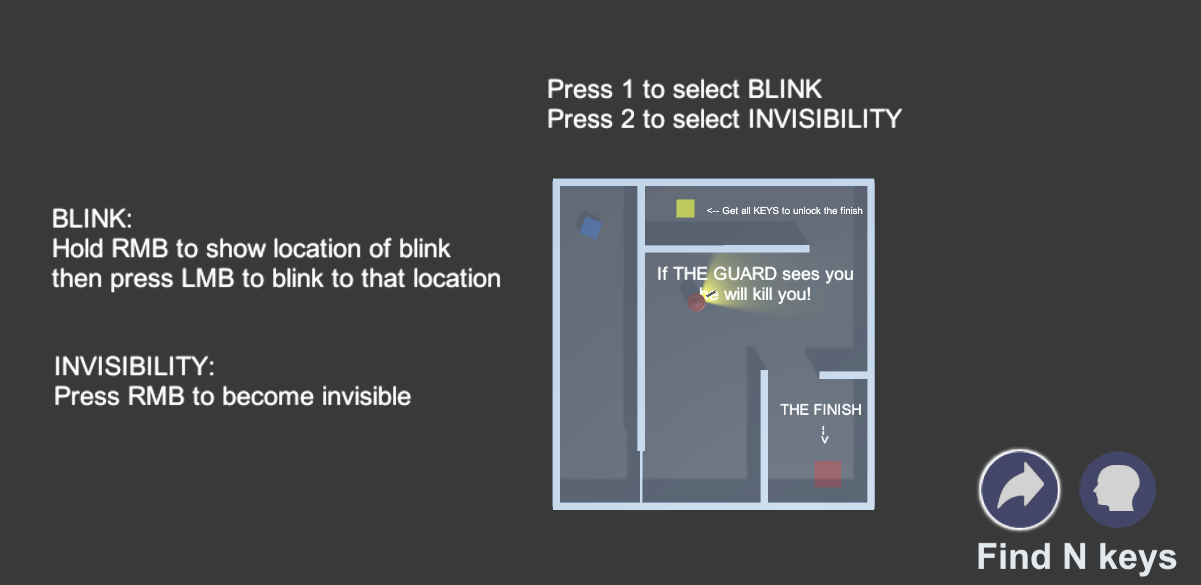 Press 1 to select BLINK
Press 2 to select INVISIBILITY
BLINK:
Hold RMB to show location of blink
then press LMB to blink to that location
INVISIBILITY:
Press RMB to become invisible
<-- Get all KEYS to unlock the finish
If THE GUARD sees you
he will kill you!
THE FINISH
-->
Find N keys